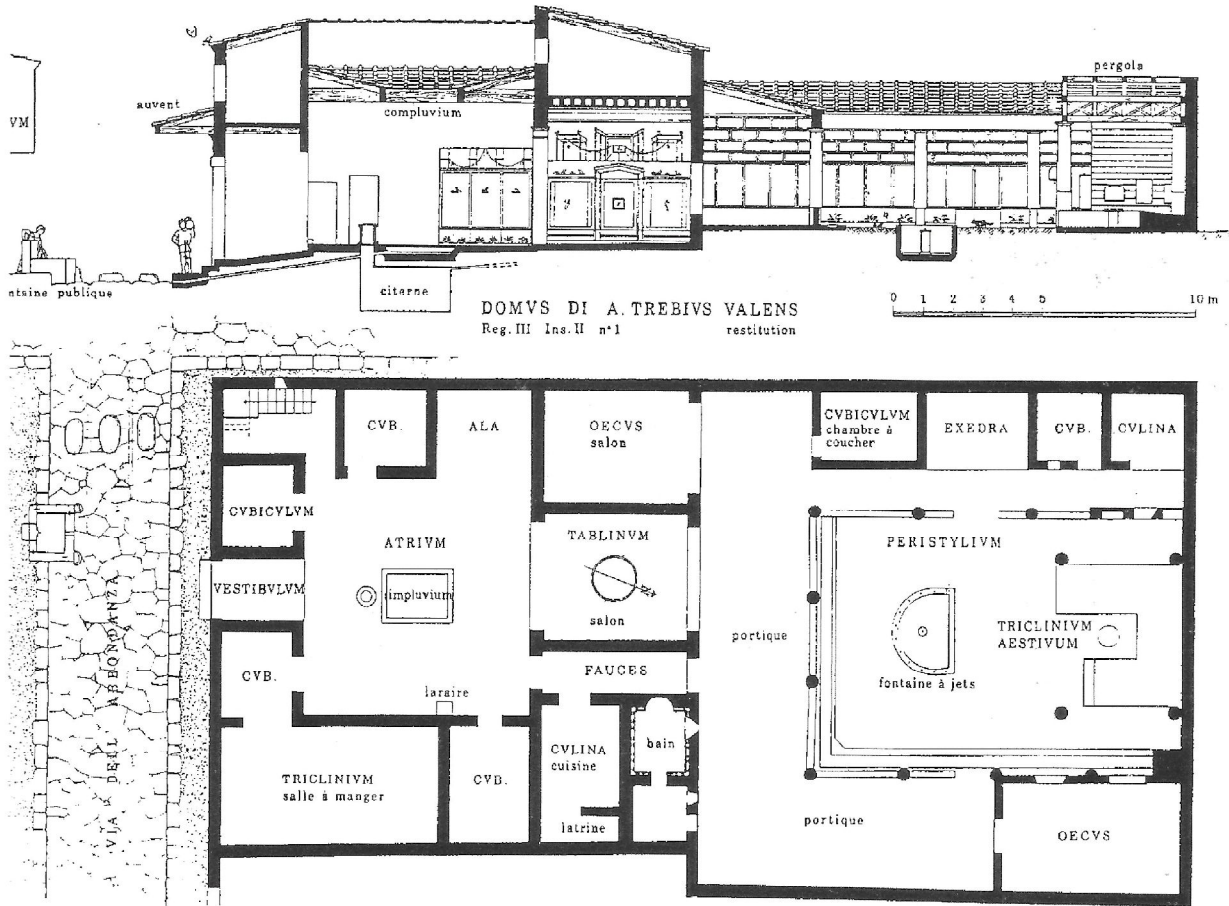 pergola
auvent
VM
compluvium
citerne
ntaine publique
DOMVS DI A. TREBIVS VALENS
Reg. III Ins. II n°1 restitution
0 1 2 3 4 5 10 m
CVB.
ALA
OECVS
salon
CVBICVLVM
chambre à
coucher
EXEDRA
CVB.
CVLINA
CVBICVLVM
ATRIVM
TABLINVM
PERISTYLIVM
VESTIBVLVM
impluvium
salon
portique
TRICLINIVM
AESTIVUM
FAUCES
fontaine à jets
CVB.
laraire
bain
CVLINA
cuisine
TRICLINIVM
salle à manger
CVB.
latrine
portique
OECVS
VIA DELL' ABBONDANZA